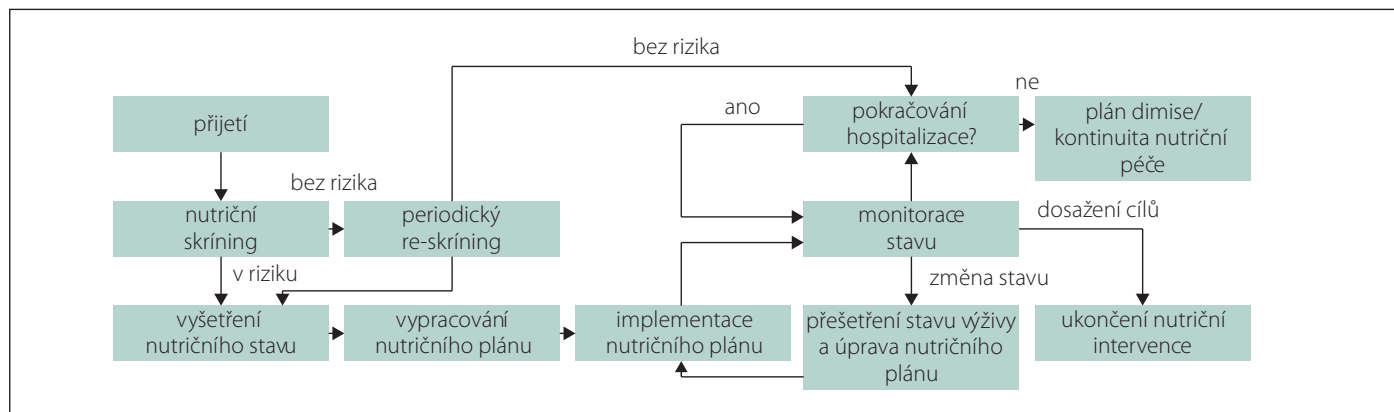 bez rizika
přijetí
ano
pokračování
hospitalizace?
ne
plán dimise/
kontinuita nutriční
péče
bez rizika
nutriční
skríning
periodický
re-skríning
monitorace
stavu
dosažení cílů
v riziku
změna stavu
vyšetření
nutričního stavu
vypracování
nutričního plánu
implementace
nutričního plánu
přešetření stavu výživy
a úprava nutričního
plánu
ukončení nutriční
intervence